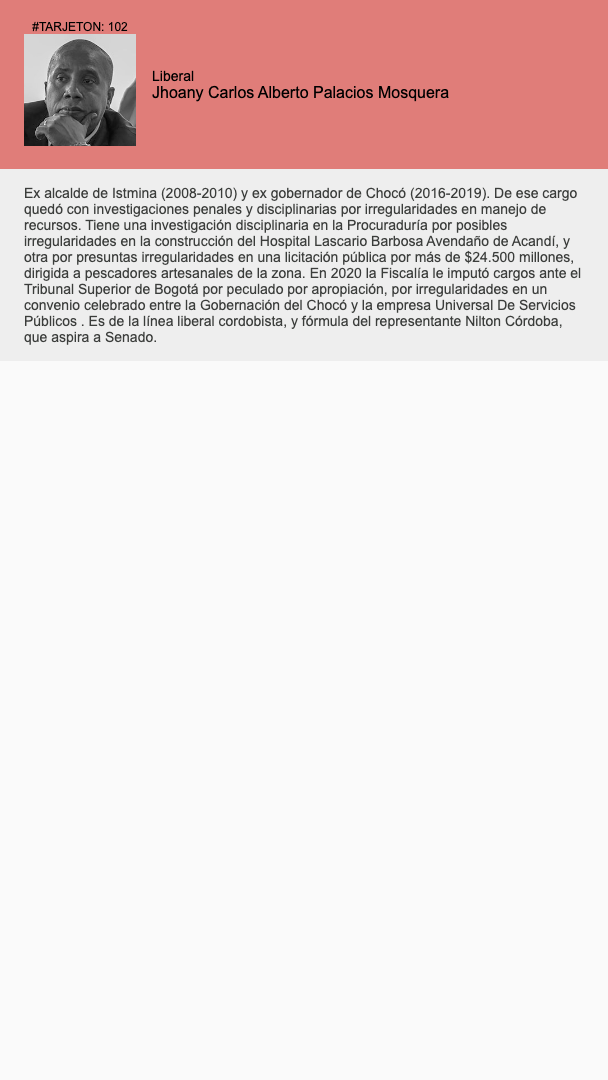 #TARJETON: 102
Liberal
Jhoany Carlos Alberto Palacios Mosquera
Ex alcalde de Istmina (2008-2010) y ex gobernador de Chocó (2016-2019). De ese cargo
quedó con investigaciones penales y disciplinarias por irregularidades en manejo de
recursos. Tiene una investigación disciplinaria en la Procuraduría por posibles
irregularidades en la construcción del Hospital Lascario Barbosa Avendaño de Acandí, y
otra por presuntas irregularidades en una licitación pública por más de $24.500 millones,
dirigida a pescadores artesanales de la zona. En 2020 la Fiscalía le imputó cargos ante el
Tribunal Superior de Bogotá por peculado por apropiación, por irregularidades en un
convenio celebrado entre la Gobernación del Chocó y la empresa Universal De Servicios
Públicos . Es de la línea liberal cordobista, y fórmula del representante Nilton Córdoba,
que aspira a Senado.